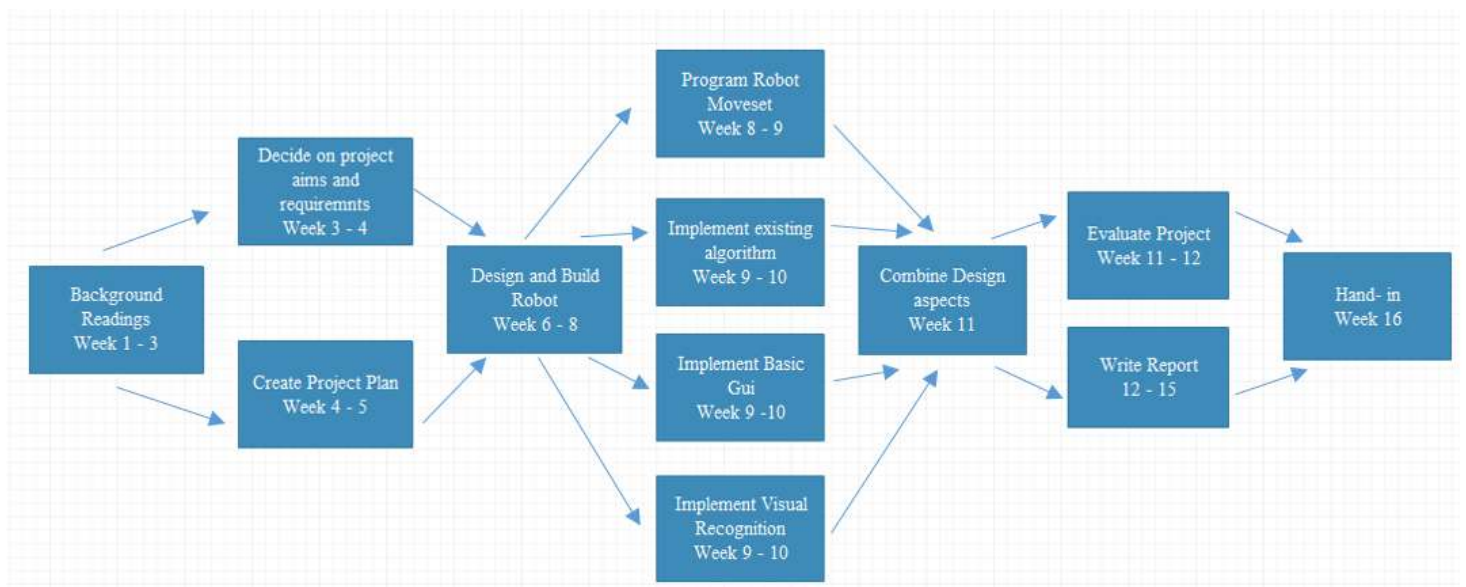 Background
Readings
Week 1 - 3
Decide on project
aims and
requiremnts
Week 3 - 4
Create Project Plan
Week 4 - 5
Design and Build
Robot
Week 6 - 8
Program Robot
Moveset
Week 8 - 9
Implement existing
algorithm
Week 9 - 10
Implement Basic
Gui
Week 9 -10
Implement Visual
Recognition
Week 9 - 10
Combine Design
aspects
Week 11
Evaluate Project
Week 11 - 12
Write Report
12 - 15
Hand- in
Week 16